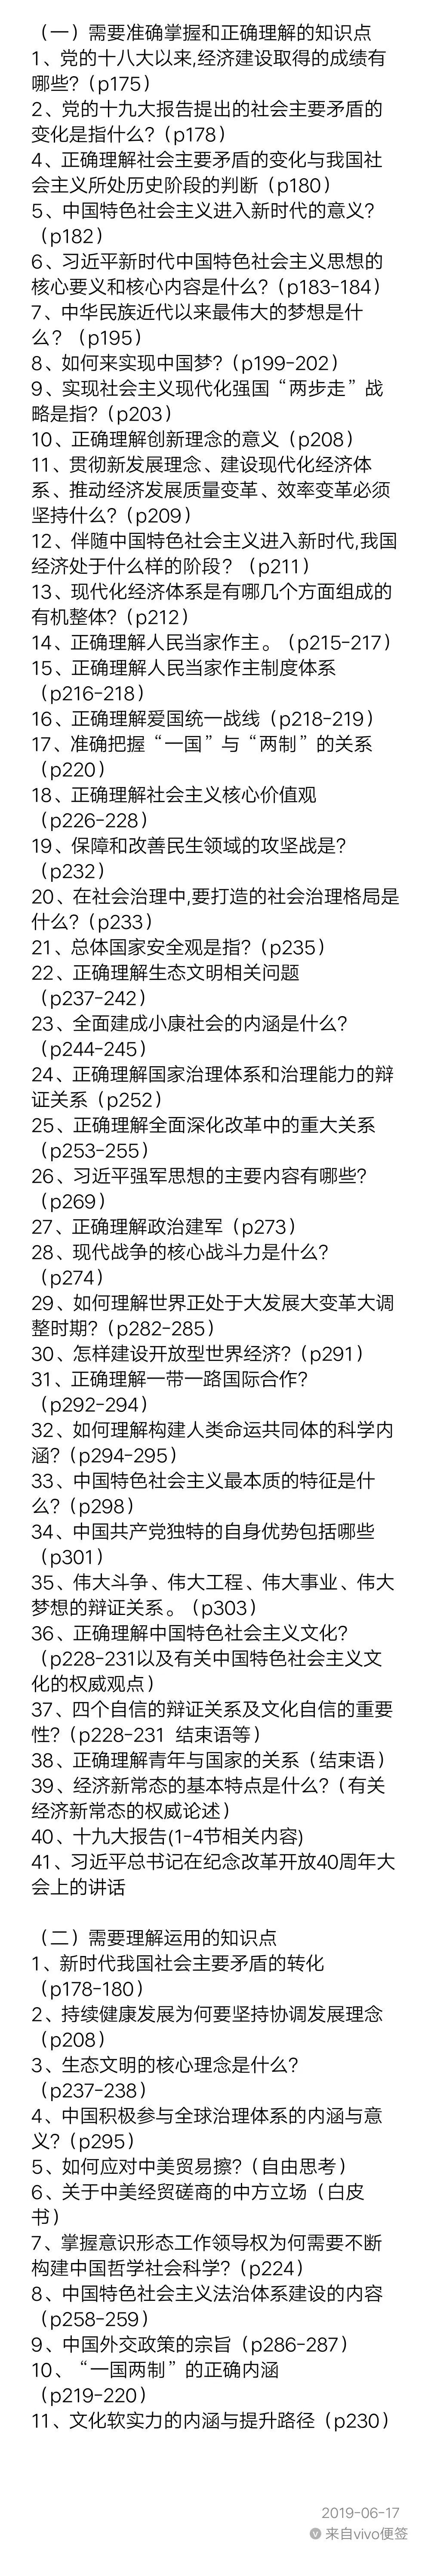 （一）需要准确掌握和正确理解的知识点
1、党的十八大以来,经济建设取得的成绩有
哪些?（p175）
2、党的十九大报告提出的社会主要矛盾的
变化是指什么?（p178）
4、正确理解社会主要矛盾的变化与我国社
会主义所处历史阶段的判断（p180）
5、中国特色社会主义进入新时代的意义?
（p182）
6、习近平新时代中国特色社会主义思想的
核心要义和核心内容是什么?（p183-184）
7、中华民族近代以来最伟大的梦想是什
么？（p195）
8、如何来实现中国梦?（p199-202）
9、实现社会主义现代化强国“两步走”战
略是指?（p203）
10、正确理解创新理念的意义（p208）
11、贯彻新发展理念、建设现代化经济体
系、推动经济发展质量变革、效率变革必须
坚持什么?（p209）
12、伴随中国特色社会主义进入新时代,我国
经济处于什么样的阶段？（p211）
13、现代化经济体系是有哪几个方面组成的
有机整体?（p212）
14、正确理解人民当家作主。（p215-217）
15、正确理解人民当家作主制度体系
（p216-218）
16、正确理解爱国统一战线（p218-219）
17、准确把握“一国”与“两制”的关系
（p220）
18、正确理解社会主义核心价值观
（p226-228）
19、保障和改善民生领域的攻坚战是?
（p232）
20、在社会治理中,要打造的社会治理格局是
什么?（p233）
21、总体国家安全观是指?（p235）
22、正确理解生态文明相关问题
（p237-242）
23、全面建成小康社会的内涵是什么?
（p244-245）
24、正确理解国家治理体系和治理能力的辩
证关系（p252）
25、正确理解全面深化改革中的重大关系
（p253-255）
26、习近平强军思想的主要内容有哪些?
（p269）
27、正确理解政治建军（p273）
28、现代战争的核心战斗力是什么?
（p274）
29、如何理解世界正处于大发展大变革大调
整时期?（p282-285）
30、怎样建设开放型世界经济?（p291）
31、正确理解一带一路国际合作?
（p292-294）
32、如何理解构建人类命运共同体的科学内
涵?（p294-295）
33、中国特色社会主义最本质的特征是什
么?（p298）
34、中国共产党独特的自身优势包括哪些
（p301）
35、伟大斗争、伟大工程、伟大事业、伟大
梦想的辩证关系。（p303）
36、正确理解中国特色社会主义文化?
（p228-231以及有关中国特色社会主义文
化的权威观点）
37、四个自信的辩证关系及文化自信的重要
性?（p228-231 结束语等）
38、正确理解青年与国家的关系（结束语）
39、经济新常态的基本特点是什么?（有关
经济新常态的权威论述）
40、十九大报告(1-4节相关内容)
41、习近平总书记在纪念改革开放40周年大
会上的讲话
（二）需要理解运用的知识点
1、新时代我国社会主要矛盾的转化
（p178-180）
2、持续健康发展为何要坚持协调发展理念
（p208）
3、生态文明的核心理念是什么?
（p237-238）
4、中国积极参与全球治理体系的内涵与意
义?（p295）
5、如何应对中美贸易擦?（自由思考）
6、关于中美经贸磋商的中方立场（白皮
书）
7、掌握意识形态工作领导权为何需要不断
构建中国哲学社会科学?（p224）
8、中国特色社会主义法治体系建设的内容
（p258-259）
9、中国外交政策的宗旨（p286-287）
10、“一国两制”的正确内涵
（p219-220）
11、文化软实力的内涵与提升路径（p230）
2019-06-17
来自vivo便签